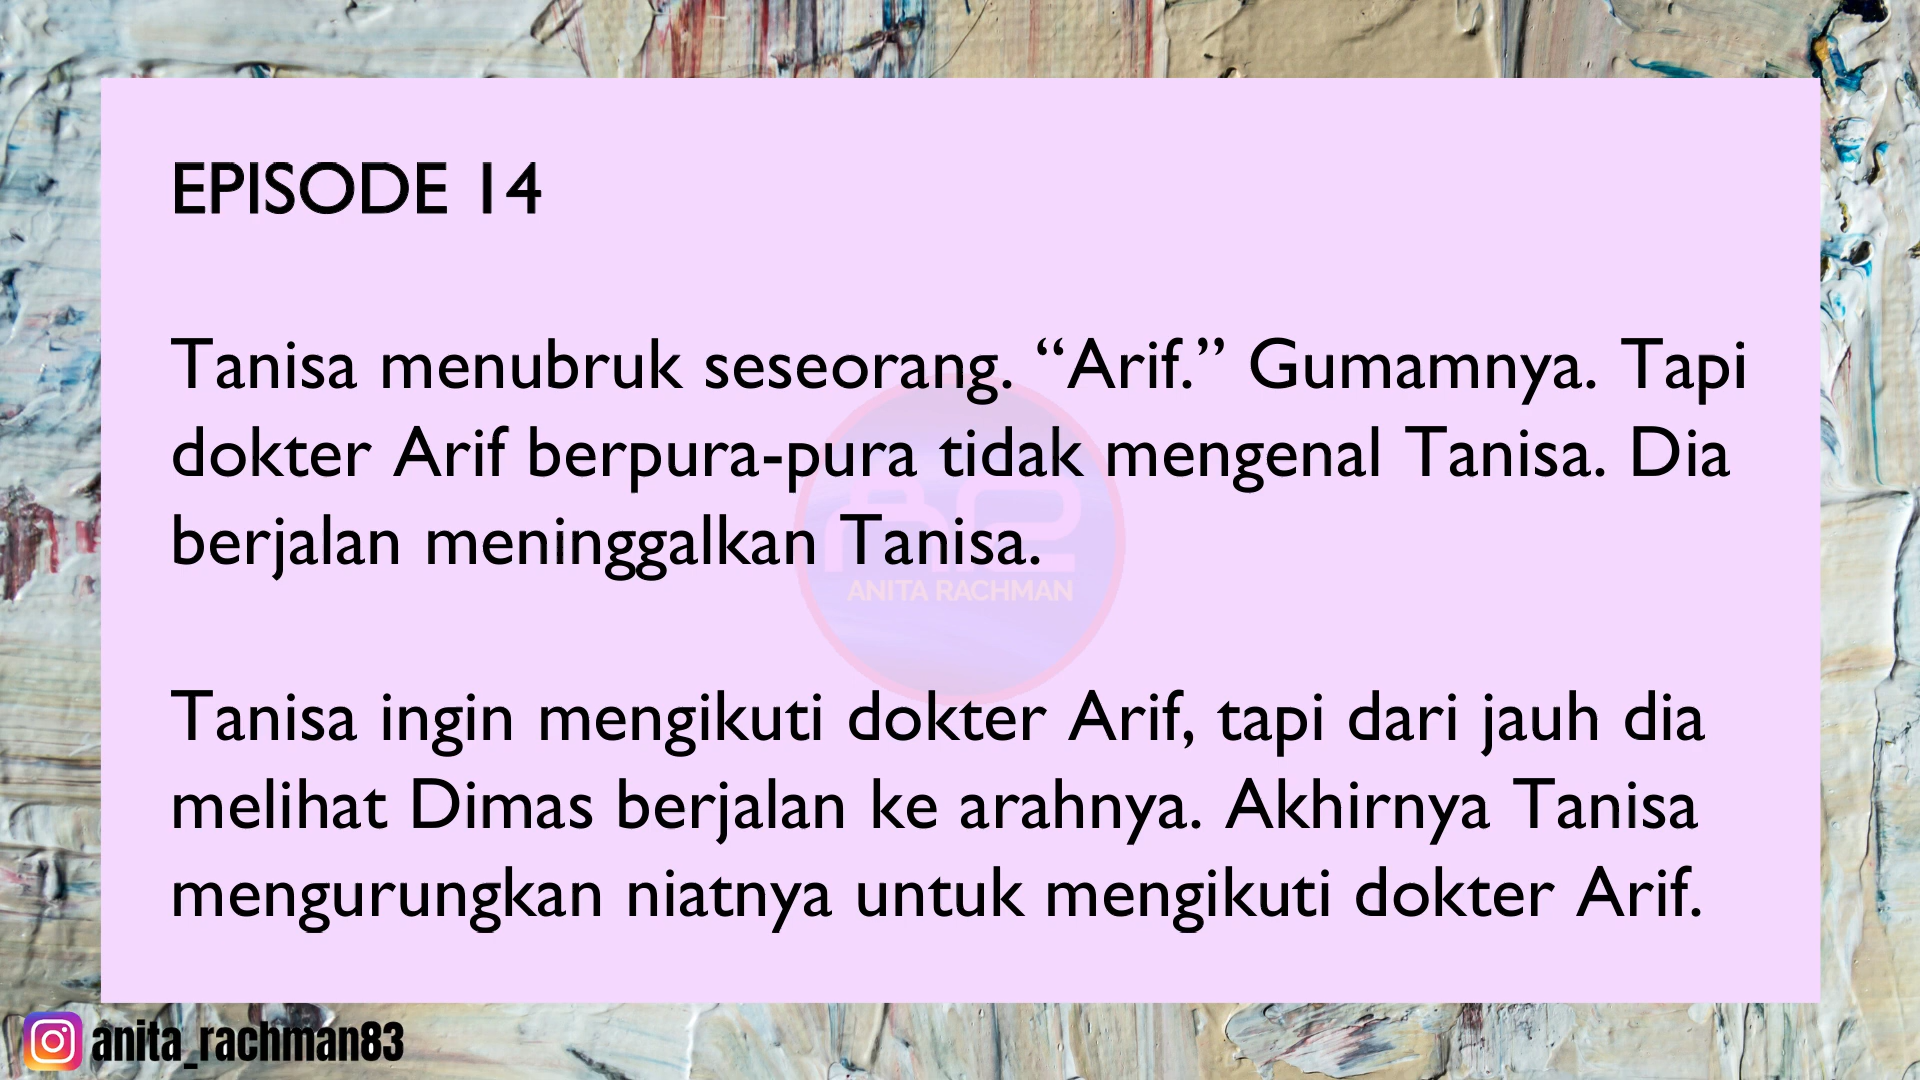 EPISODE 14
Tanisa menubruk seseorang. “Arif.” Gumamnya. Tapi
dokter Arif berpura-pura tidak mengenal Tanisa. Dia
berjalan meninggalkan Tanisa.
ANITA RACHMAN
Tanisa ingin mengikuti dokter Arif, tapi dari jauh dia
melihat Dimas berjalan ke arahnya. Akhirnya Tanisa
mengurungkan niatnya untuk mengikuti dokter Arif.
anita_rachman83